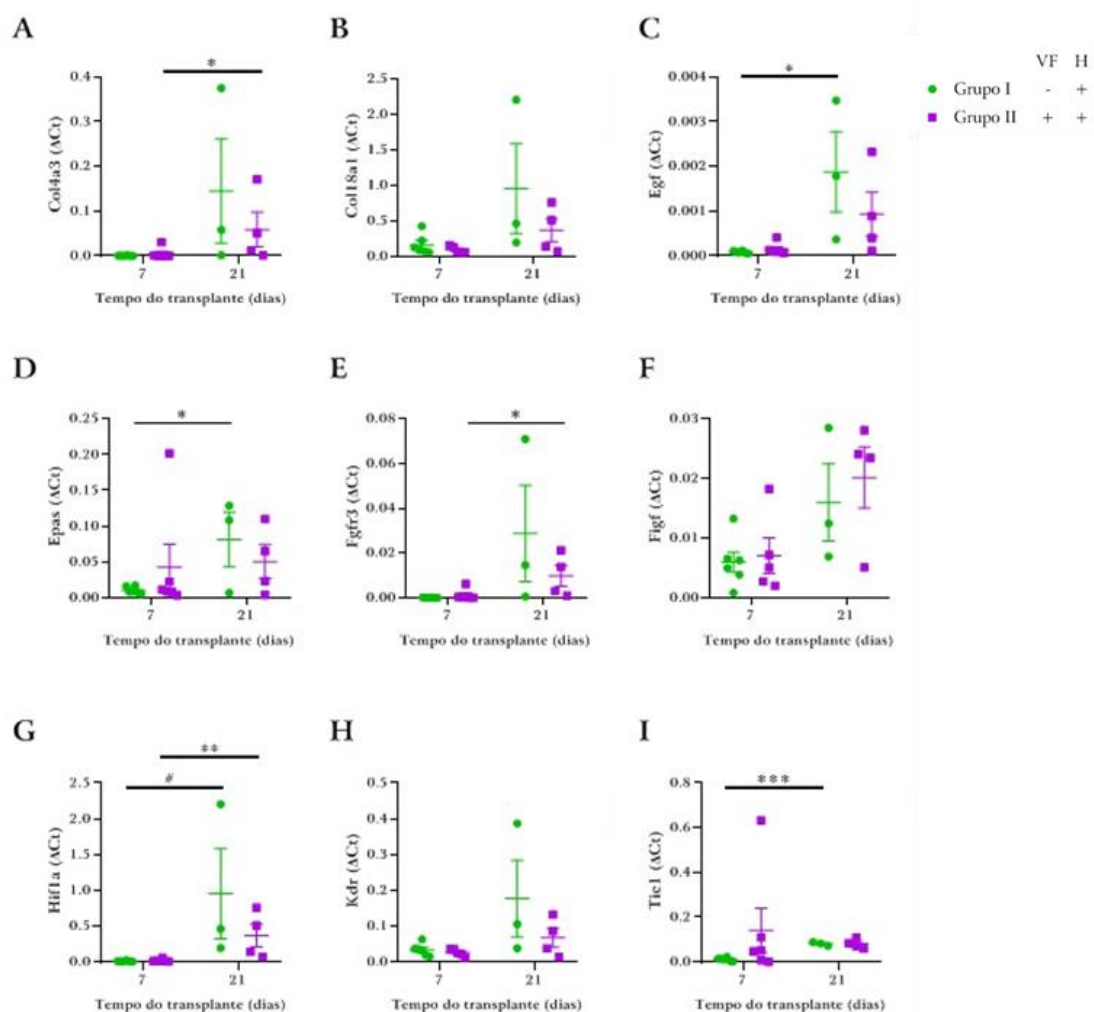 A
B
C
VF H
Grupo I - +
Grupo II + +
*
0.4
0.3
0.2
0.1
0.0
Col4a3 (ΔCt)
7 21
Tempo do transplante (dias)
2.5
2.0
1.5
1.0
0.5
0.0
Col18a1 (ΔCt)
7 21
Tempo do transplante (dias)
*
0.004
0.003
0.002
0.001
0.000
Egf (ΔCt)
7 21
Tempo do transplante (dias)
D
E
F
*
0.25
0.20
0.15
0.10
0.05
0.00
Epas (ΔCt)
7 21
Tempo do transplante (dias)
*
0.08
0.06
0.04
0.02
0.00
Fgfr3 (ΔCt)
7 21
Tempo do transplante (dias)
0.03
0.02
0.01
0.00
Figf (ΔCt)
7 21
Tempo do transplante (dias)
G
H
I
**
#
2.5
2.0
1.5
1.0
0.5
0.0
Hif1a (ΔCt)
7 21
Tempo do transplante (dias)
0.5
0.4
0.3
0.2
0.1
0.0
Kdr (ΔCt)
7 21
Tempo do transplante (dias)
***
0.8
0.6
0.4
0.2
0.0
Tie1 (ΔCt)
7 21
Tempo do transplante (dias)